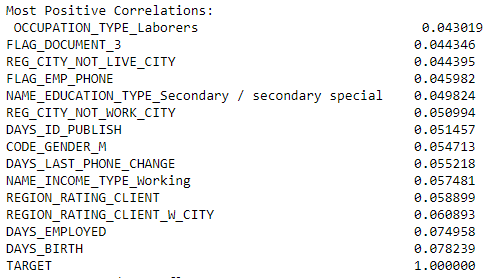 Most Positive Correlations:
OCCUPATION_TYPE_Laborers 0.043019
FLAG_DOCUMENT_3 0.044346
REG_CITY_NOT_LIVE_CITY 0.044395
FLAG_EMP_PHONE 0.045982
NAME_EDUCATION_TYPE_Secondary / secondary special 0.049824
REG_CITY_NOT_WORK_CITY 0.050994
DAYS_ID_PUBLISH 0.051457
CODE_GENDER_M 0.054713
DAYS_LAST_PHONE_CHANGE 0.055218
NAME_INCOME_TYPE_Working 0.057481
REGION_RATING_CLIENT 0.058899
REGION_RATING_CLIENT_W_CITY 0.060893
DAYS_EMPLOYED 0.074958
DAYS_BIRTH 0.078239
TARGET 1.000000